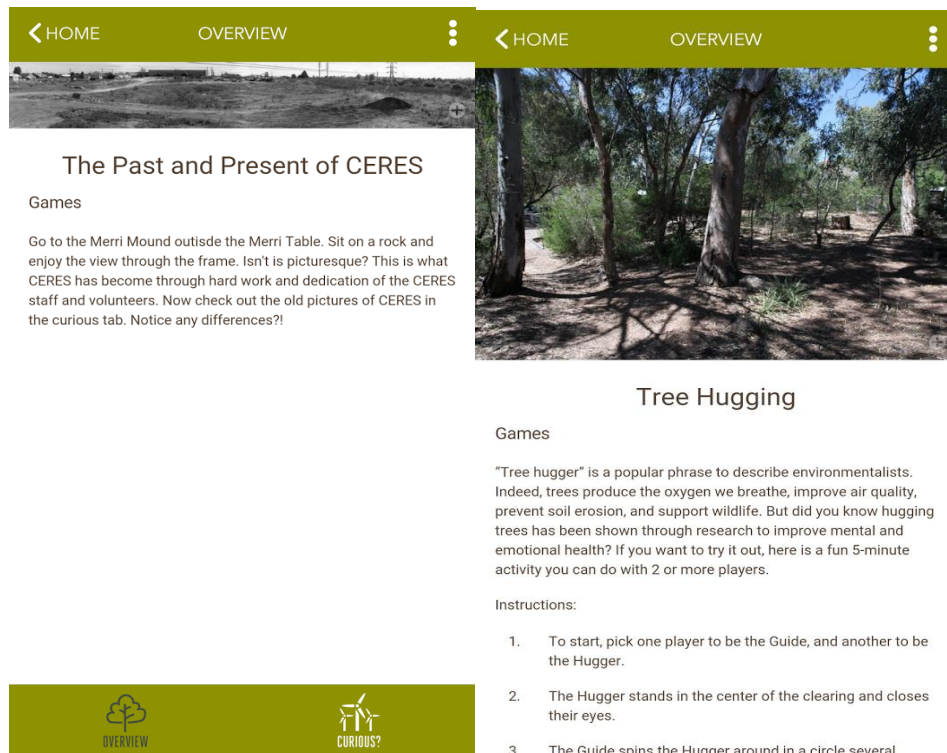 HOME
OVERVIEW
The Past and Present of CERES
Games
Go to the Merri Mound outisde the Merri Table. Sit on a rock and
enjoy the view through the frame. Isn't is picturesque? This is what
CERES has become through hard work and dedication of the CERES
staff and volunteers. Now check out the old pictures of CERES in
the curious tab. Notice any differences?!
OVERVIEW
CURIOUS?
HOME
OVERVIEW
Tree Hugging
Games
“Tree hugger” is a popular phrase to describe environmentalists.
Indeed, trees produce the oxygen we breathe, improve air quality,
prevent soil erosion, and support wildlife. But did you know hugging
trees has been shown through research to improve mental and
emotional health? If you want to try it out, here is a fun 5-minute
activity you can do with 2 or more players.
Instructions:
1. To start, pick one player to be the Guide, and another to be
the Hugger.
2. The Hugger stands in the center of the clearing and closes
their eyes.
3. The Guide spins the Hugger around in a circle several